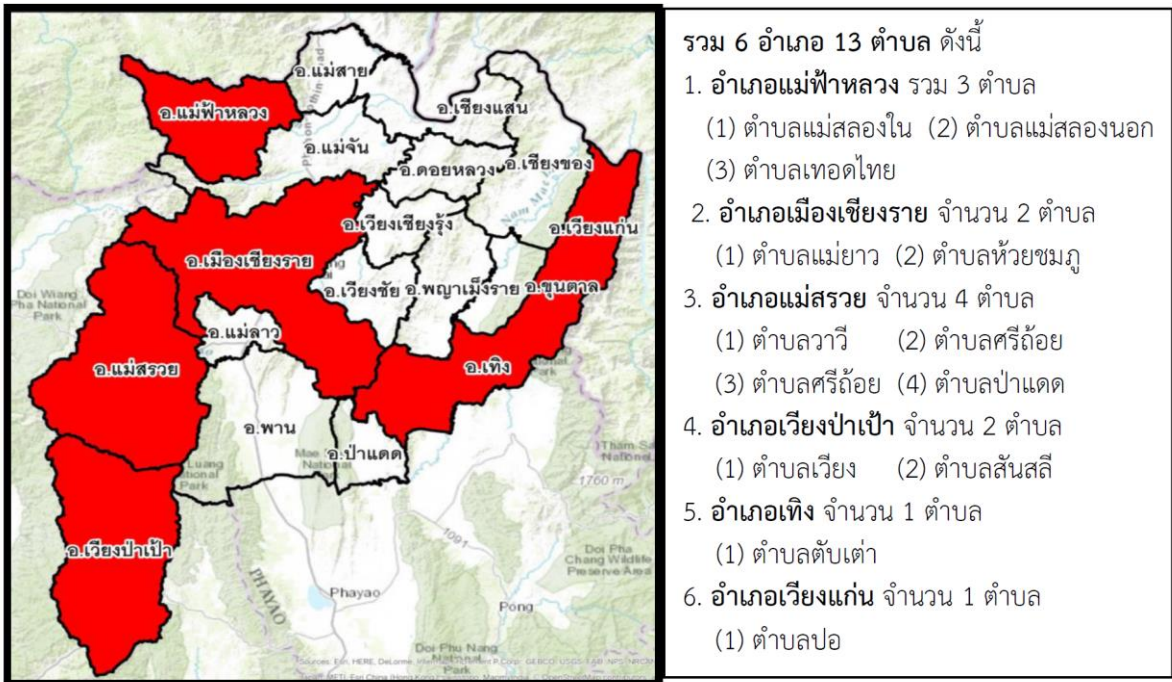 อ.แม่สาย
อ.เชียงแสน
อ.แม่ฟ้าหลวง
อ.แม่จัน
อ.ดอยหลวง
อ.เชียงของ
อ.เวียงเชียงรุ้ง
อ.เวียงแก่น
อ.เมืองเชียงราย
อ.เวียงชัย
อ.พญาเม็งราย
อ.ขุนตาล
อ.แม่ลาว
อ.แม่สรวย
อ.เทิง
อ.พาน
อ.ป่าแดด
อ.เวียงป่าเป้า
Doi Wiang
Pha National
Park
Luang
National
Park
Nam Mae
1760 m
1091
Doi Pha
Chang Wildlife
Preserve Area
PHAYAO
Phayao
Pong
Doi Phu Nang
National
Park
รวม 6 อำเภอ 13 ตำบล ดังนี้
1. อำเภอแม่ฟ้าหลวง รวม 3 ตำบล
(1) ตำบลแม่สลองใน (2) ตำบลแม่สลองนอก
(3) ตำบลเทอดไทย
2. อำเภอเมืองเชียงราย จำนวน 2 ตำบล
(1) ตำบลแม่ยาว (2) ตำบลห้วยชมภู
3. อำเภอแม่สรวย จำนวน 4 ตำบล
(1) ตำบลวาวี (2) ตำบลศรีถ้อย
(3) ตำบลศรีถ้อย (4) ตำบลป่าแดด
4. อำเภอเวียงป่าเป้า จำนวน 2 ตำบล
(1) ตำบลเวียง (2) ตำบลสันสลี
5. อำเภอเทิง จำนวน 1 ตำบล
(1) ตำบลตับเต่า
6. อำเภอเวียงแก่น จำนวน 1 ตำบล
(1) ตำบลปอ